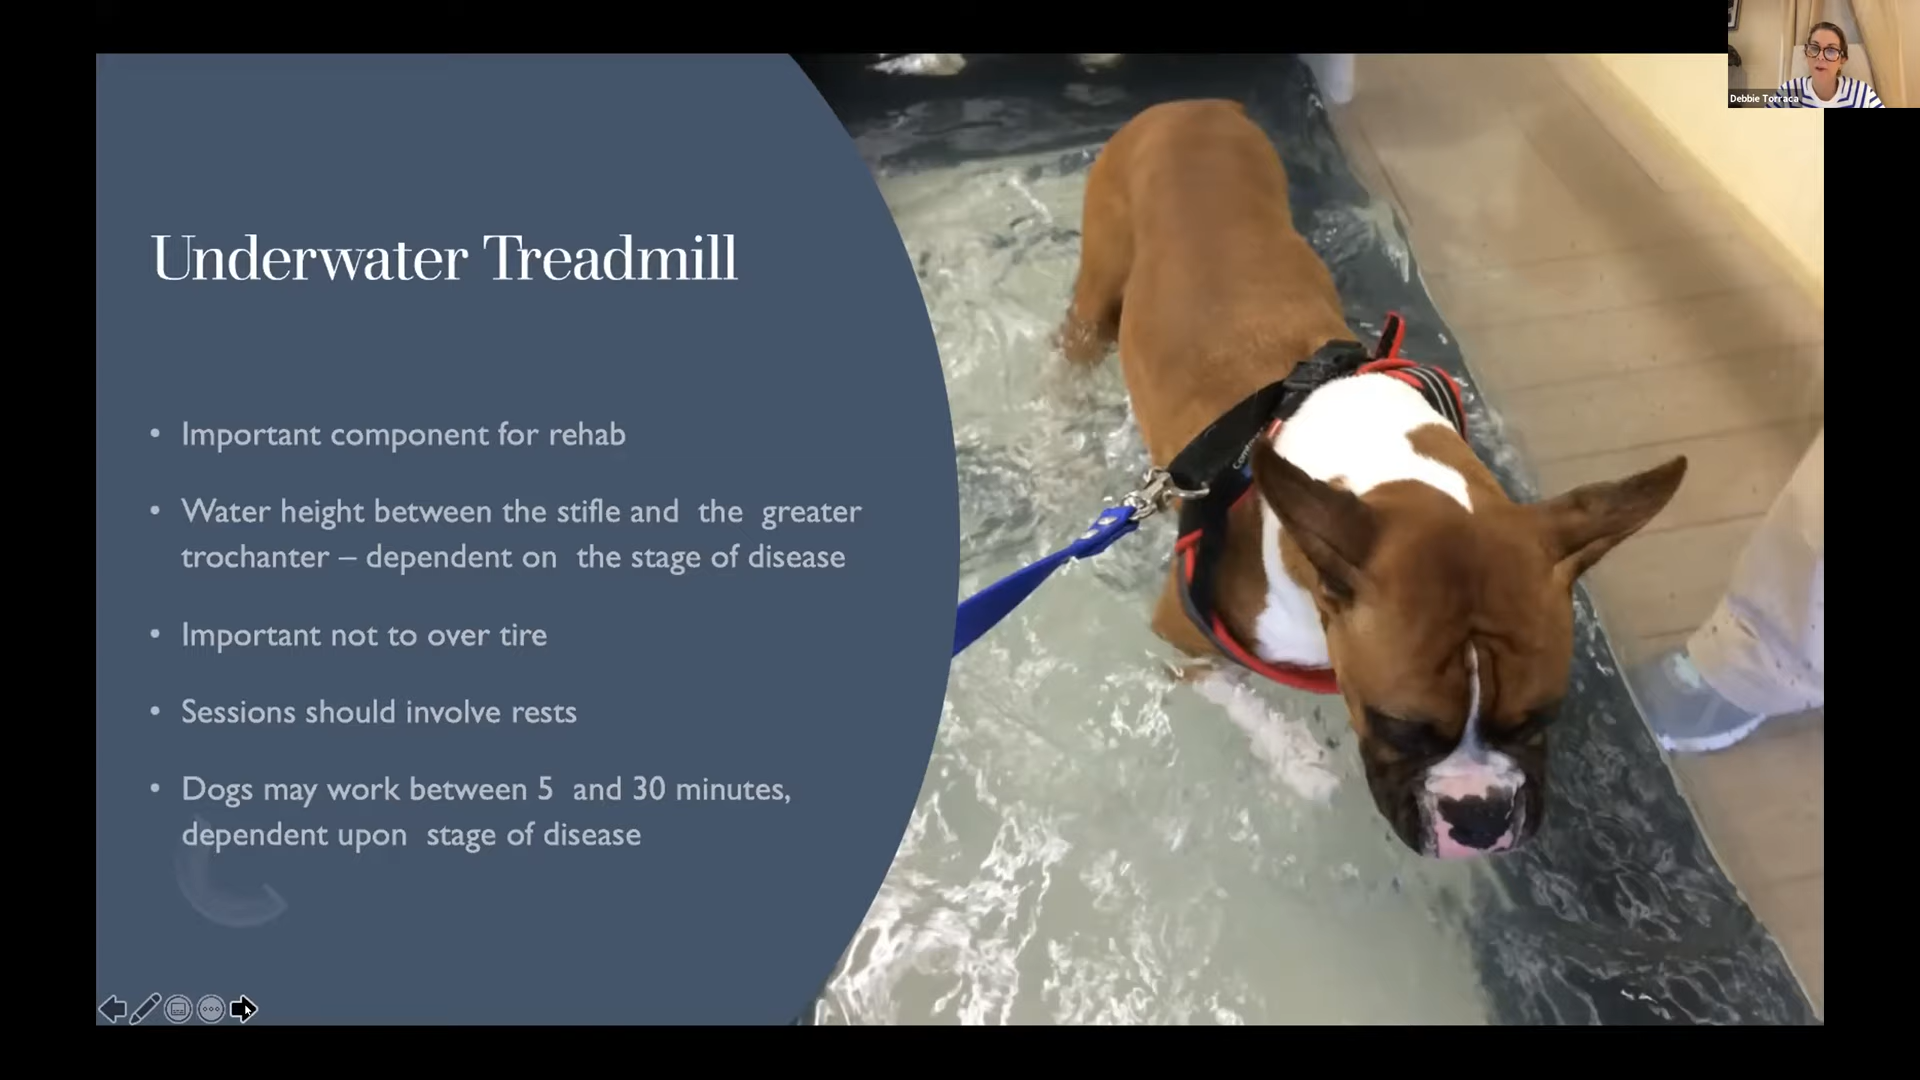 Debbie Torraca
Underwater Treadmill
• Important component for rehab
• Water height between the stifle and the greater
trochanter – dependent on the stage of disease
• Important not to over tire
• Sessions should involve rests
• Dogs may work between 5 and 30 minutes,
dependent upon stage of disease